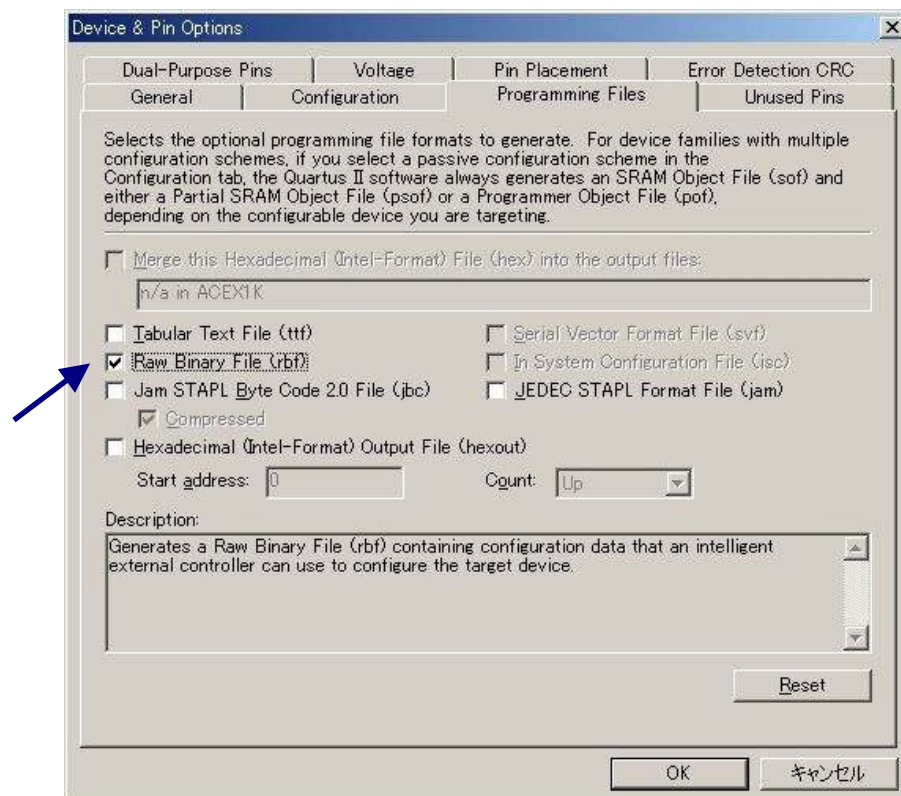 Device & Pin Options
Dual-Purpose Pins
Voltage
Pin Placement
Error Detection CRC
General
Configuration
Programming Files
Unused Pins
Selects the optional programming file formats to generate. For device families with multiple
configuration schemes, if you select a passive configuration scheme in the
Configuration tab, the Quartus II software always generates an SRAM Object File (sof) and
either a Partial SRAM Object File (psof) or a Programmer Object File (pof),
depending on the configurable device you are targeting.
Merge this Hexadecimal (Intel-Format) File (hex) into the output files:
n/a in ACEX1K
Tabular Text File (ttf)
Serial Vector Format File (svf)
Raw Binary File (rbf)
In System Configuration File (isc)
Jam STAPL Byte Code 2.0 File (jbc)
JEDEC STAPL Format File (jam)
Compressed
Hexadecimal (Intel-Format) Output File (hexout)
Start address: 0
Count: Up
Description:
Generates a Raw Binary File (rbf) containing configuration data that an intelligent
external controller can use to configure the target device.
Reset
OK
キャンセル